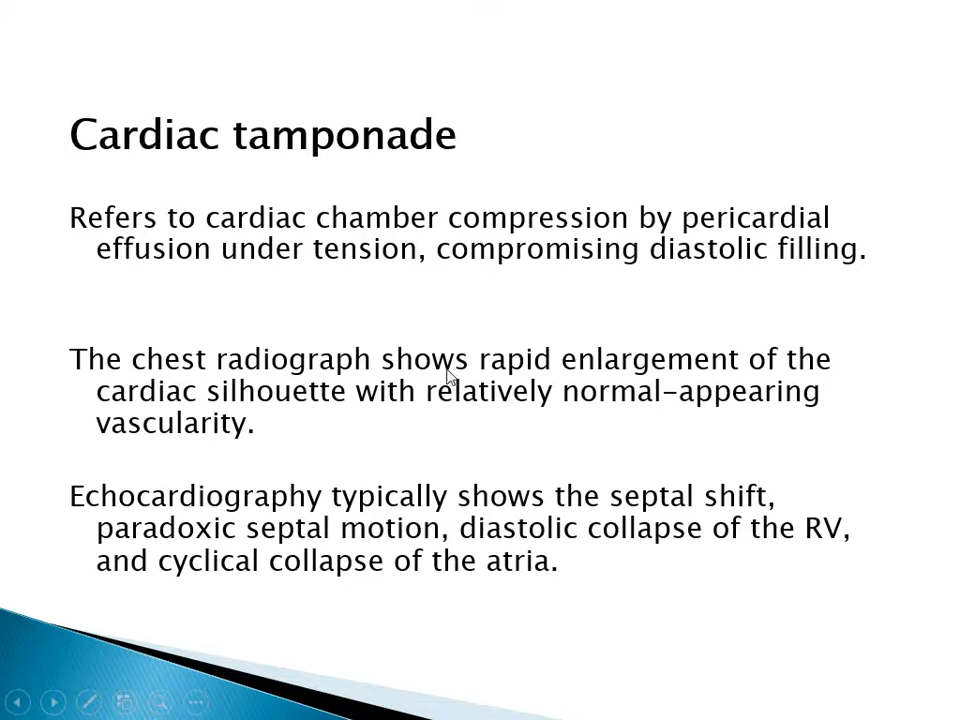 Cardiac tamponade
Refers to cardiac chamber compression by pericardial
effusion under tension, compromising diastolic filling.
The chest radiograph shows rapid enlargement of the
cardiac silhouette with relatively normal-appearing
vascularity.
Echocardiography typically shows the septal shift,
paradoxic septal motion, diastolic collapse of the RV,
and cyclical collapse of the atria.